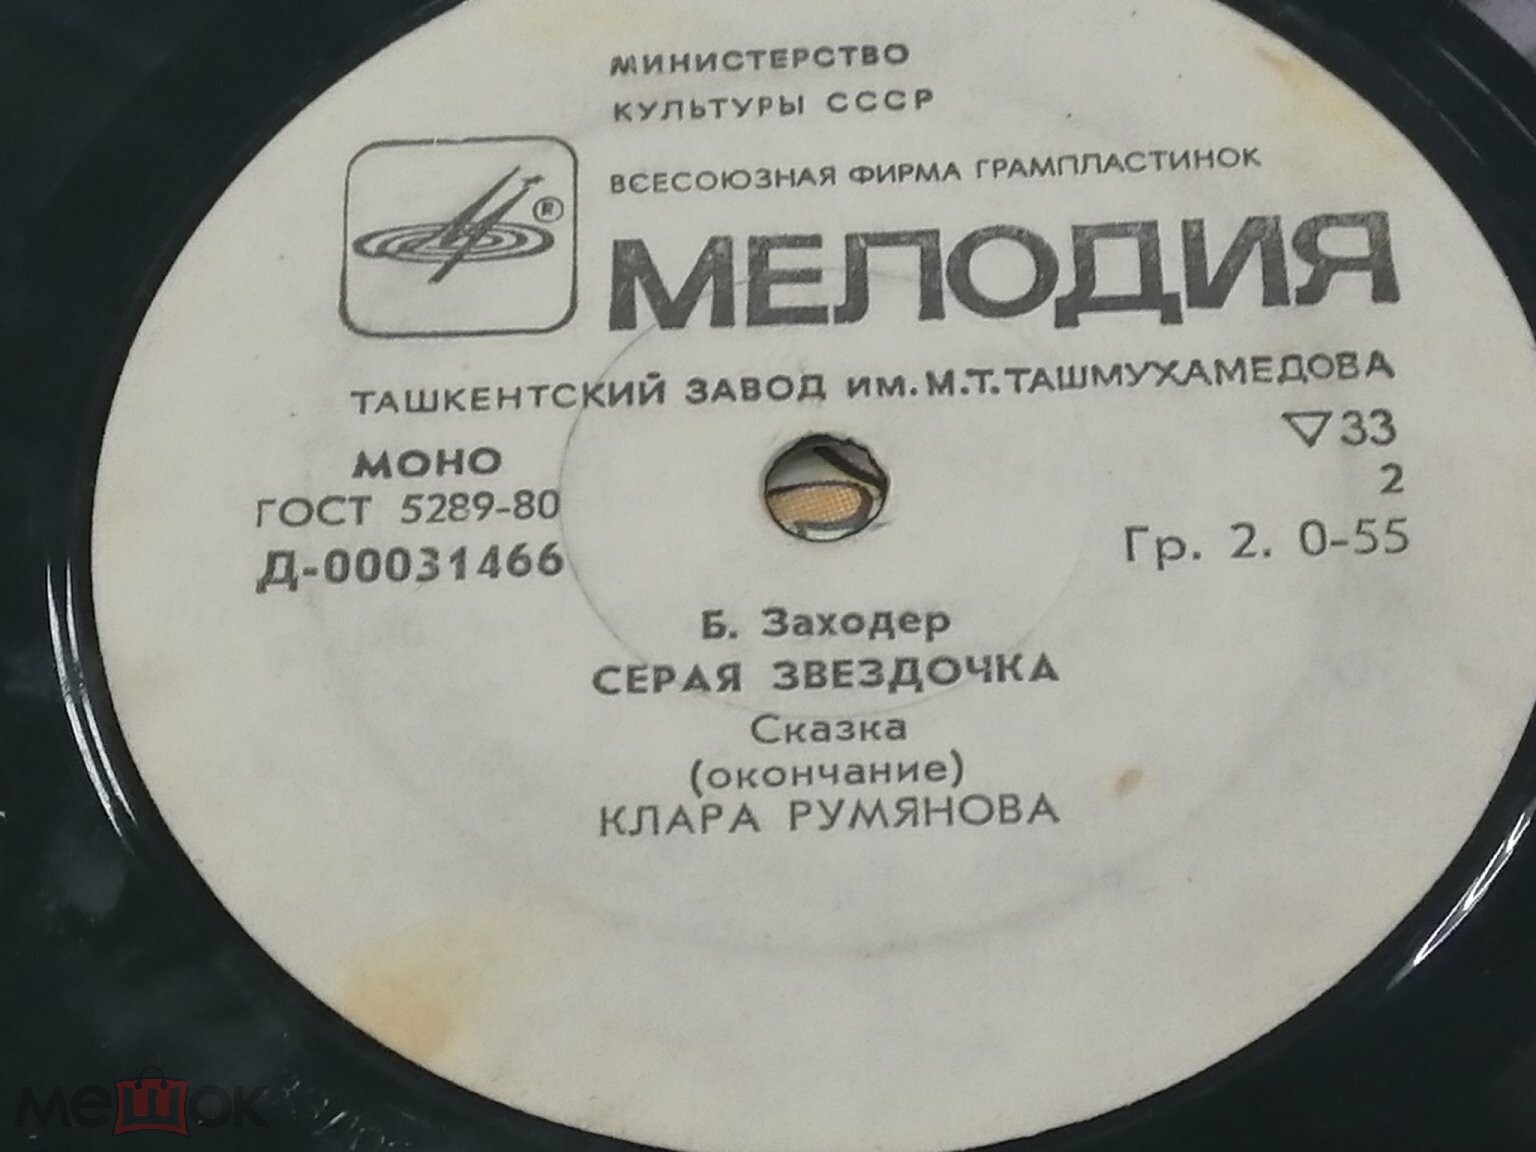 МИНИСТЕРСТВО
КУЛЬТУРЫ СССР
ВСЕСОЮЗНАЯ ФИРМА ГРАМПЛАСТИНОК
®
МЕЛОДИЯ
ТАШКЕНТСКИЙ ЗАВОД ИМ. М.Т. ТАШМУХАМЕДОВА
МОНО
ГОСТ 5289-80
Д-00031466
▽33
2
Гр. 2. 0-55
Б. Заходер
СЕРАЯ ЗВЕЗДОЧКА
Сказка
(окончание)
КЛАРА РУМЯНОВА
мешок